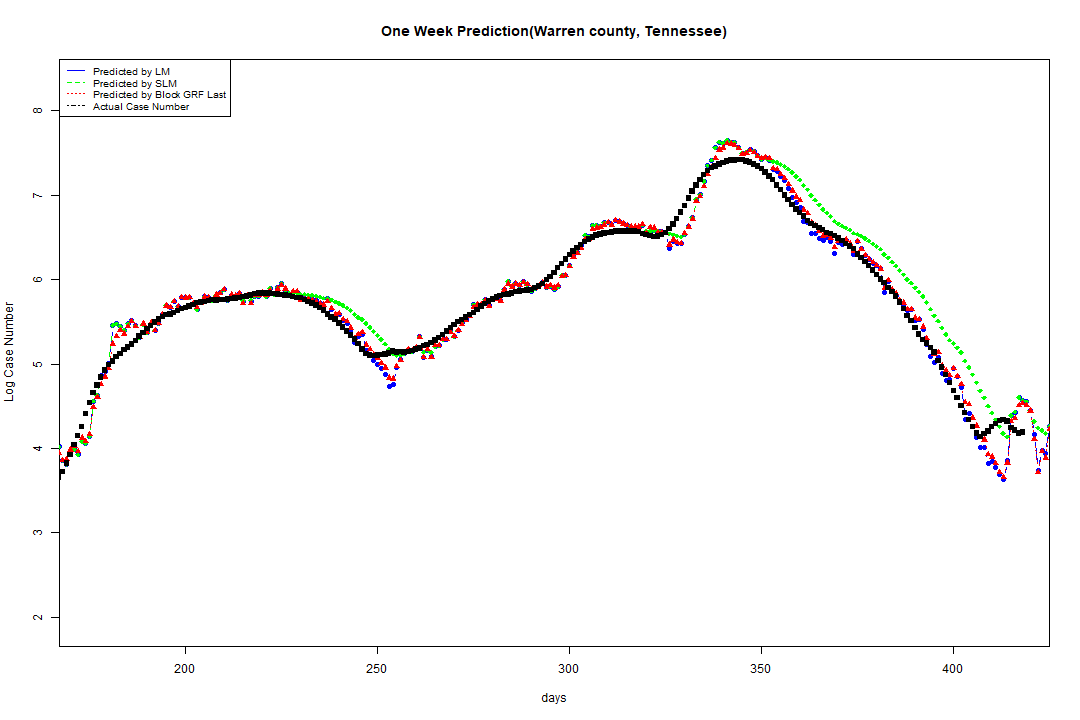 One Week Prediction(Warren county, Tennessee)
Predicted by LM
Predicted by SLM
Predicted by Block GRF Last
Actual Case Number
Log Case Number
8
7
6
5
4
3
2
200 250 300 350 400
days